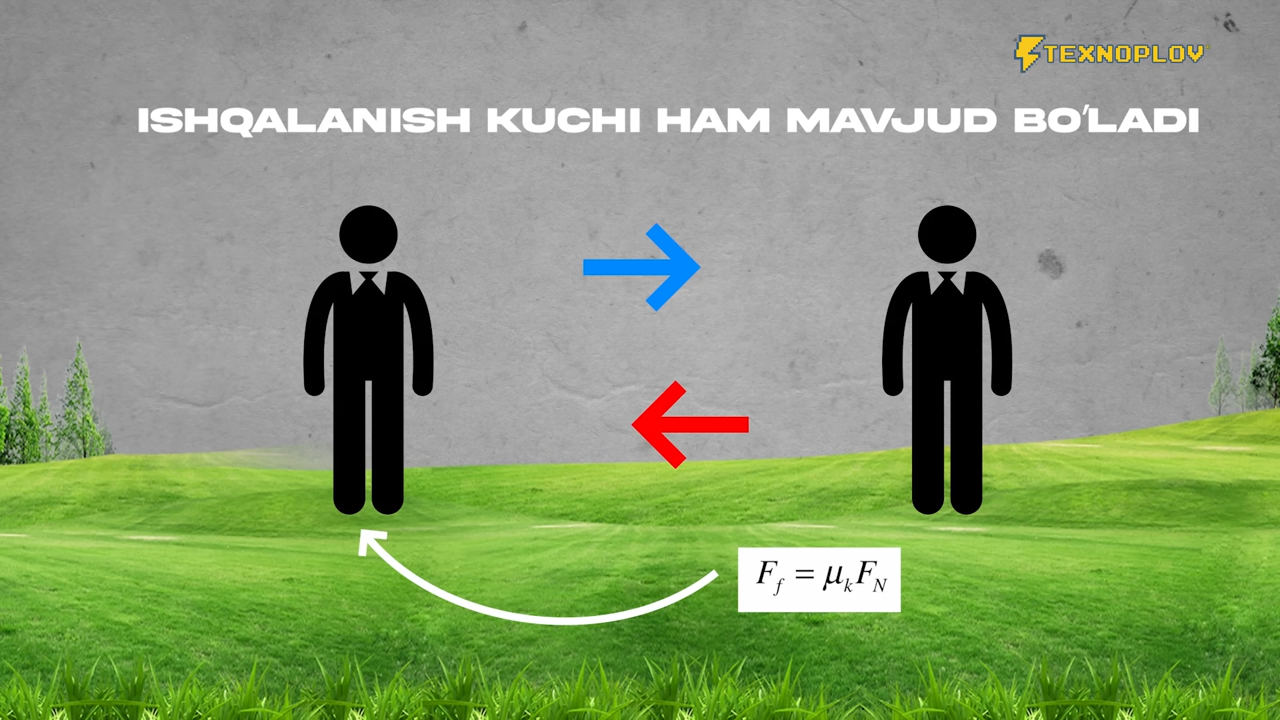 TEXNOPLOV
ISHQALANISH KUCHI HAM MAVJUD BO'LADI
F_f = μ_k F_N